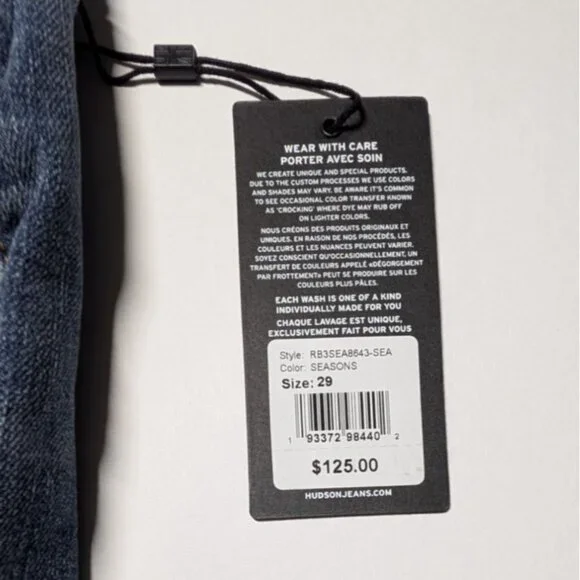 WEAR WITH CARE
PORTER AVEC SOIN
WE CREATE UNIQUE AND SPECIAL PRODUCTS.
DUE TO THE CUSTOM PROCESSES WE USE COLORS
AND SHADES MAY VARY. BE AWARE IT'S COMMON
TO SEE OCCASIONAL COLOR TRANSFER KNOWN
AS 'CROCKING' WHERE DYE MAY RUB OFF
ON LIGHTER COLORS.
NOUS CRÉONS DES PRODUITS ORIGINAUX ET
UNIQUES. EN RAISON DE NOS PROCÉDÉS, LES
COULEURS ET LES NUANCES PEUVENT VARIER.
SOYEZ CONSCIENT QU'OCCASIONNELLEMENT, UN
TRANSFERT DE COULEURS APPELÉ «DÉGORGEMENT
PAR FROTTEMENT» PEUT SE PRODUIRE SUR LES
COULEURS PLUS PÂLES.
EACH WASH IS ONE OF A KIND
INDIVIDUALLY MADE FOR YOU
CHAQUE LAVAGE EST UNIQUE,
EXCLUSIVEMENT FAIT POUR VOUS
Style: RB3SEA8643-SEA
Color: SEASONS
Size: 29
1 93372 98440 2
$125.00
HUDSONJEANS.COM